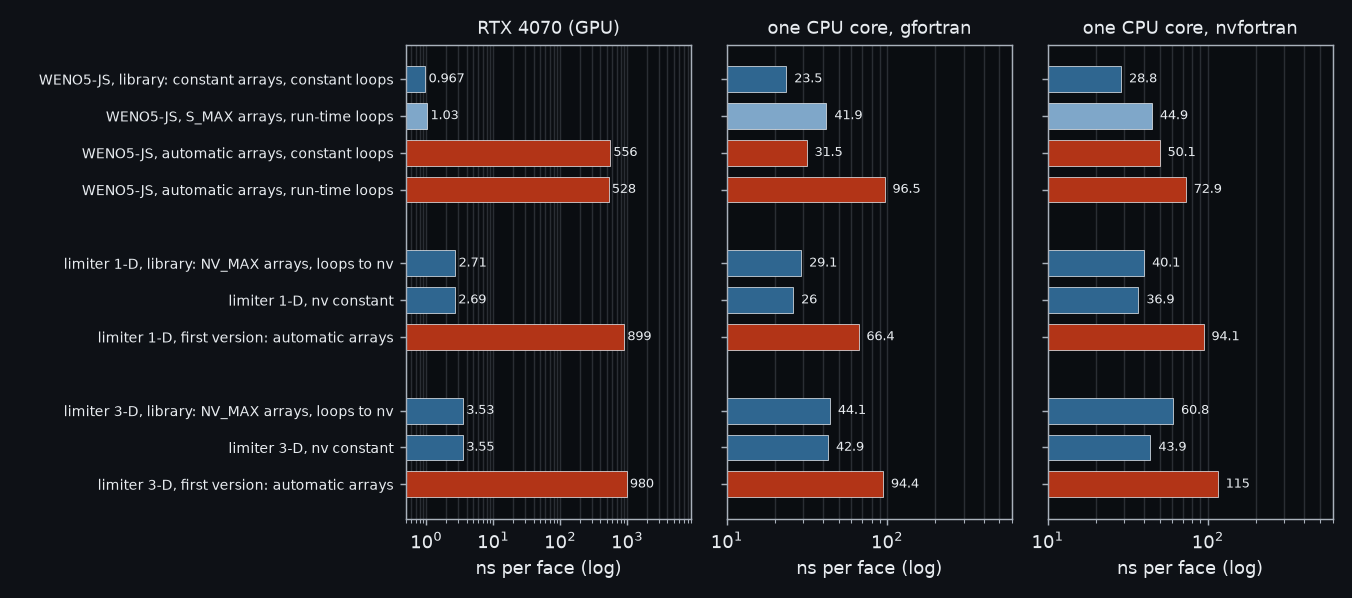 RTX 4070 (GPU)
one CPU core, gfortran
one CPU core, nvfortran
WENO5-JS, library: constant arrays, constant loops
0.967
23.5
28.8
WENO5-JS, S_MAX arrays, run-time loops
1.03
41.9
44.9
WENO5-JS, automatic arrays, constant loops
556
31.5
50.1
WENO5-JS, automatic arrays, run-time loops
528
96.5
72.9
limiter 1-D, library: NV_MAX arrays, loops to nv
2.71
29.1
40.1
limiter 1-D, nv constant
2.69
26
36.9
limiter 1-D, first version: automatic arrays
899
66.4
94.1
limiter 3-D, library: NV_MAX arrays, loops to nv
3.53
44.1
60.8
limiter 3-D, nv constant
3.55
42.9
43.9
limiter 3-D, first version: automatic arrays
980
94.4
115
10⁰ 10¹ 10² 10³
10¹ 10²
10¹ 10²
ns per face (log)
ns per face (log)
ns per face (log)